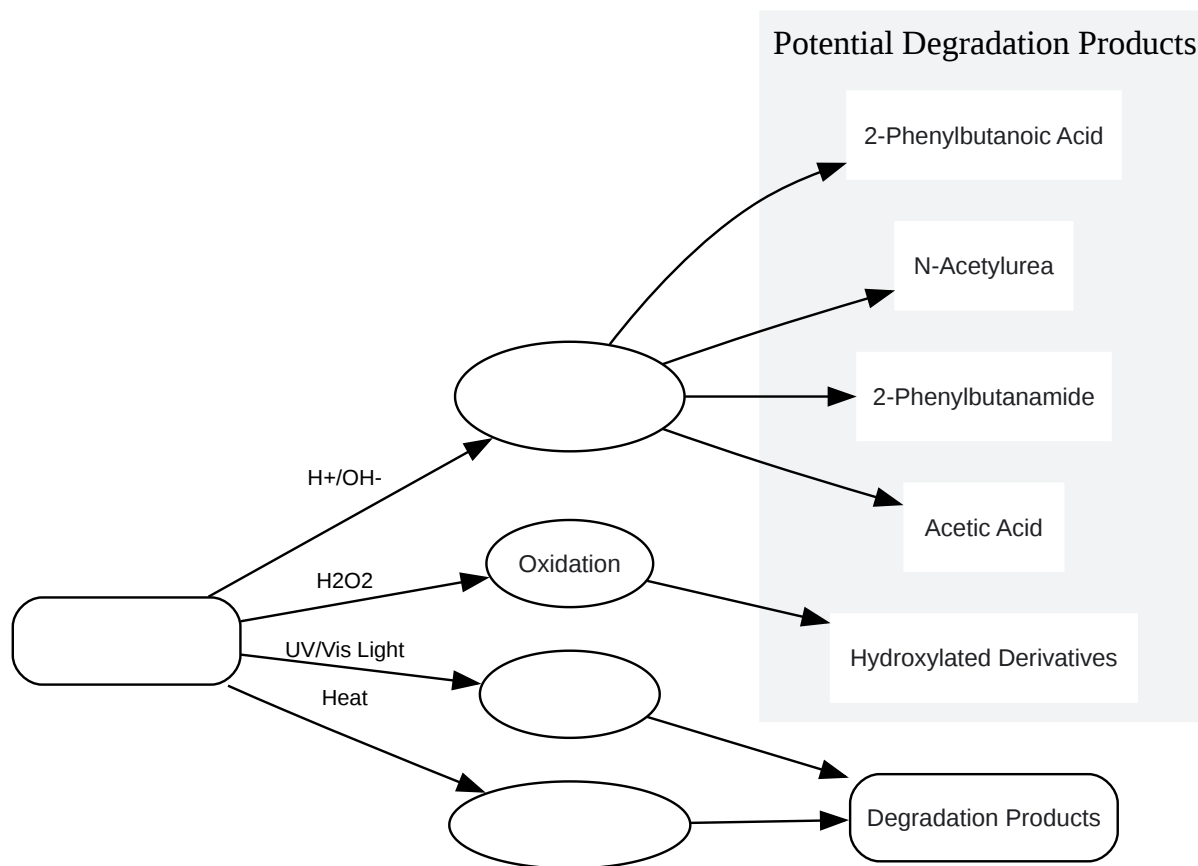 Potential Degradation Products
2-Phenylbutanoic Acid
N-Acetylurea
2-Phenylbutanamide
H+/OH-
Acetic Acid
H2O2
Oxidation
UV/Vis Light
Hydroxylated Derivatives
Heat
Degradation Products